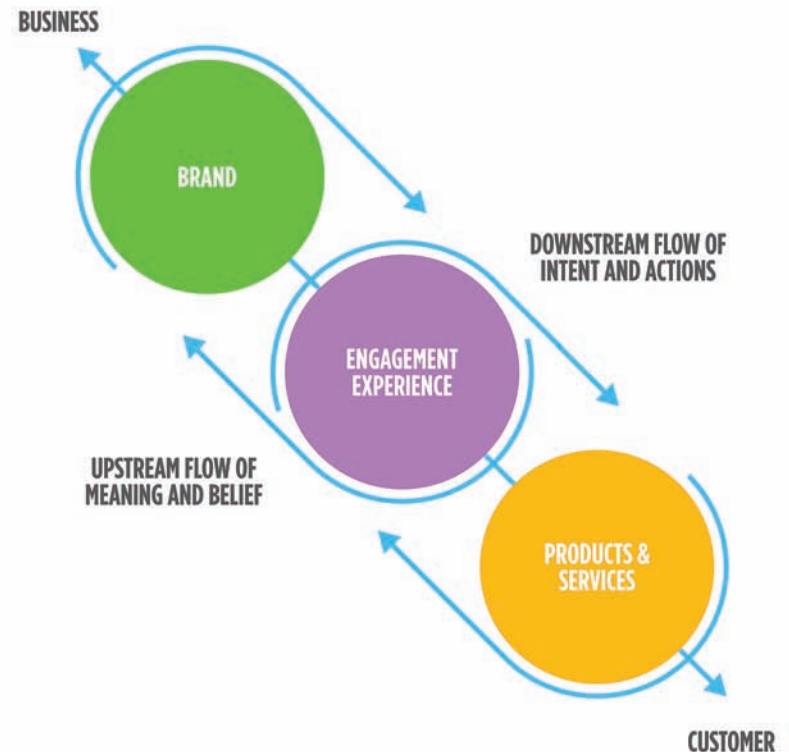 BUSINESS
BRAND
DOWNSTREAM FLOW OF
INTENT AND ACTIONS
ENGAGEMENT
EXPERIENCE
UPSTREAM FLOW OF
MEANING AND BELIEF
PRODUCTS &
SERVICES
CUSTOMER